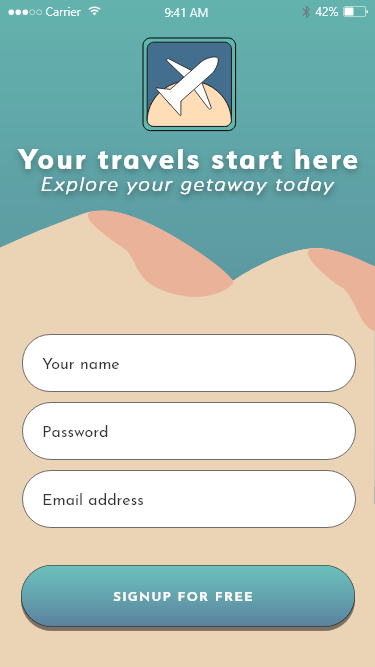 Carrier 9:41 AM 42%
Your travels start here
Explore your getaway today
Your name
Password
Email address
SIGNUP FOR FREE